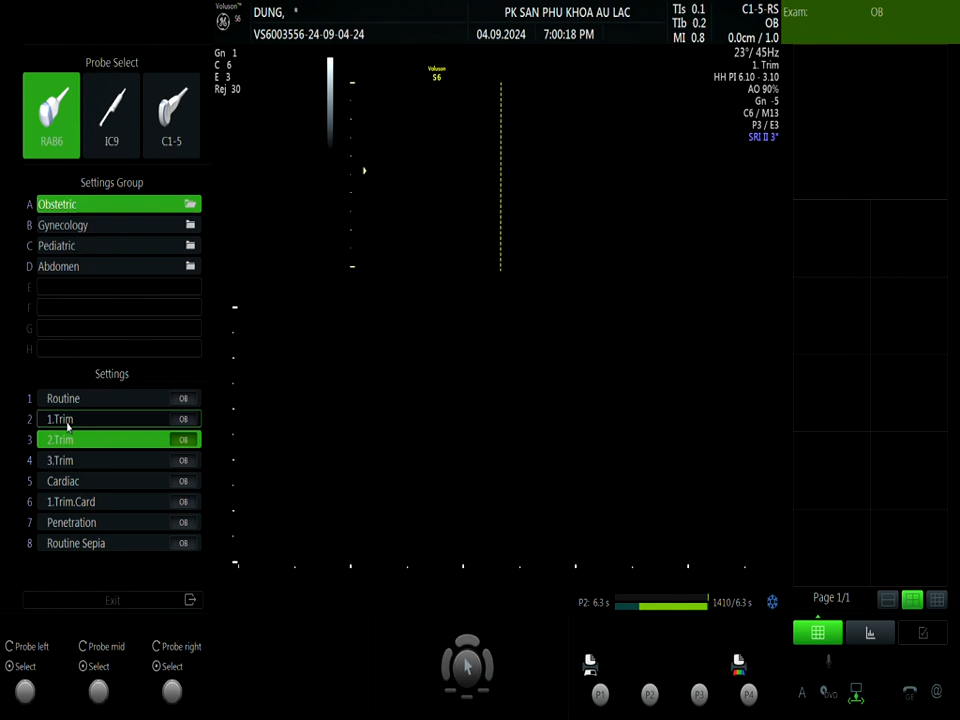 Voluson
S6
DUNG, *
PK SAN PHU KHOA AU LAC
VS6003556-24-09-04-24
04.09.2024
7:00:18 PM
TIs 0.1
TIb 0.2
MI 0.8
C1-5-RS
OB
0.0cm / 1.0
Exam: OB
23°/ 45Hz
1. Trim
HH PI 6.10 - 3.10
AO 90%
Gn -5
C6 / M13
P3 / E3
SRI II 3*
Gn 1
C 6
E 3
Rej 30
Voluson
S6
Probe Select
RAB6
IC9
C1-5
Settings Group
A Obstetric
B Gynecology
C Pediatric
D Abdomen
E
F
G
H
Settings
1 Routine OB
2 1.Trim OB
3 2.Trim OB
4 3.Trim OB
5 Cardiac OB
6 1.Trim.Card OB
7 Penetration OB
8 Routine Sepia OB
Exit
P2: 6.3 s
1410/6.3 s
Page 1/1
Probe left
Probe mid
Probe right
Select
Select
Select
P1
P2
P3
P4
A
DVD
GE
@